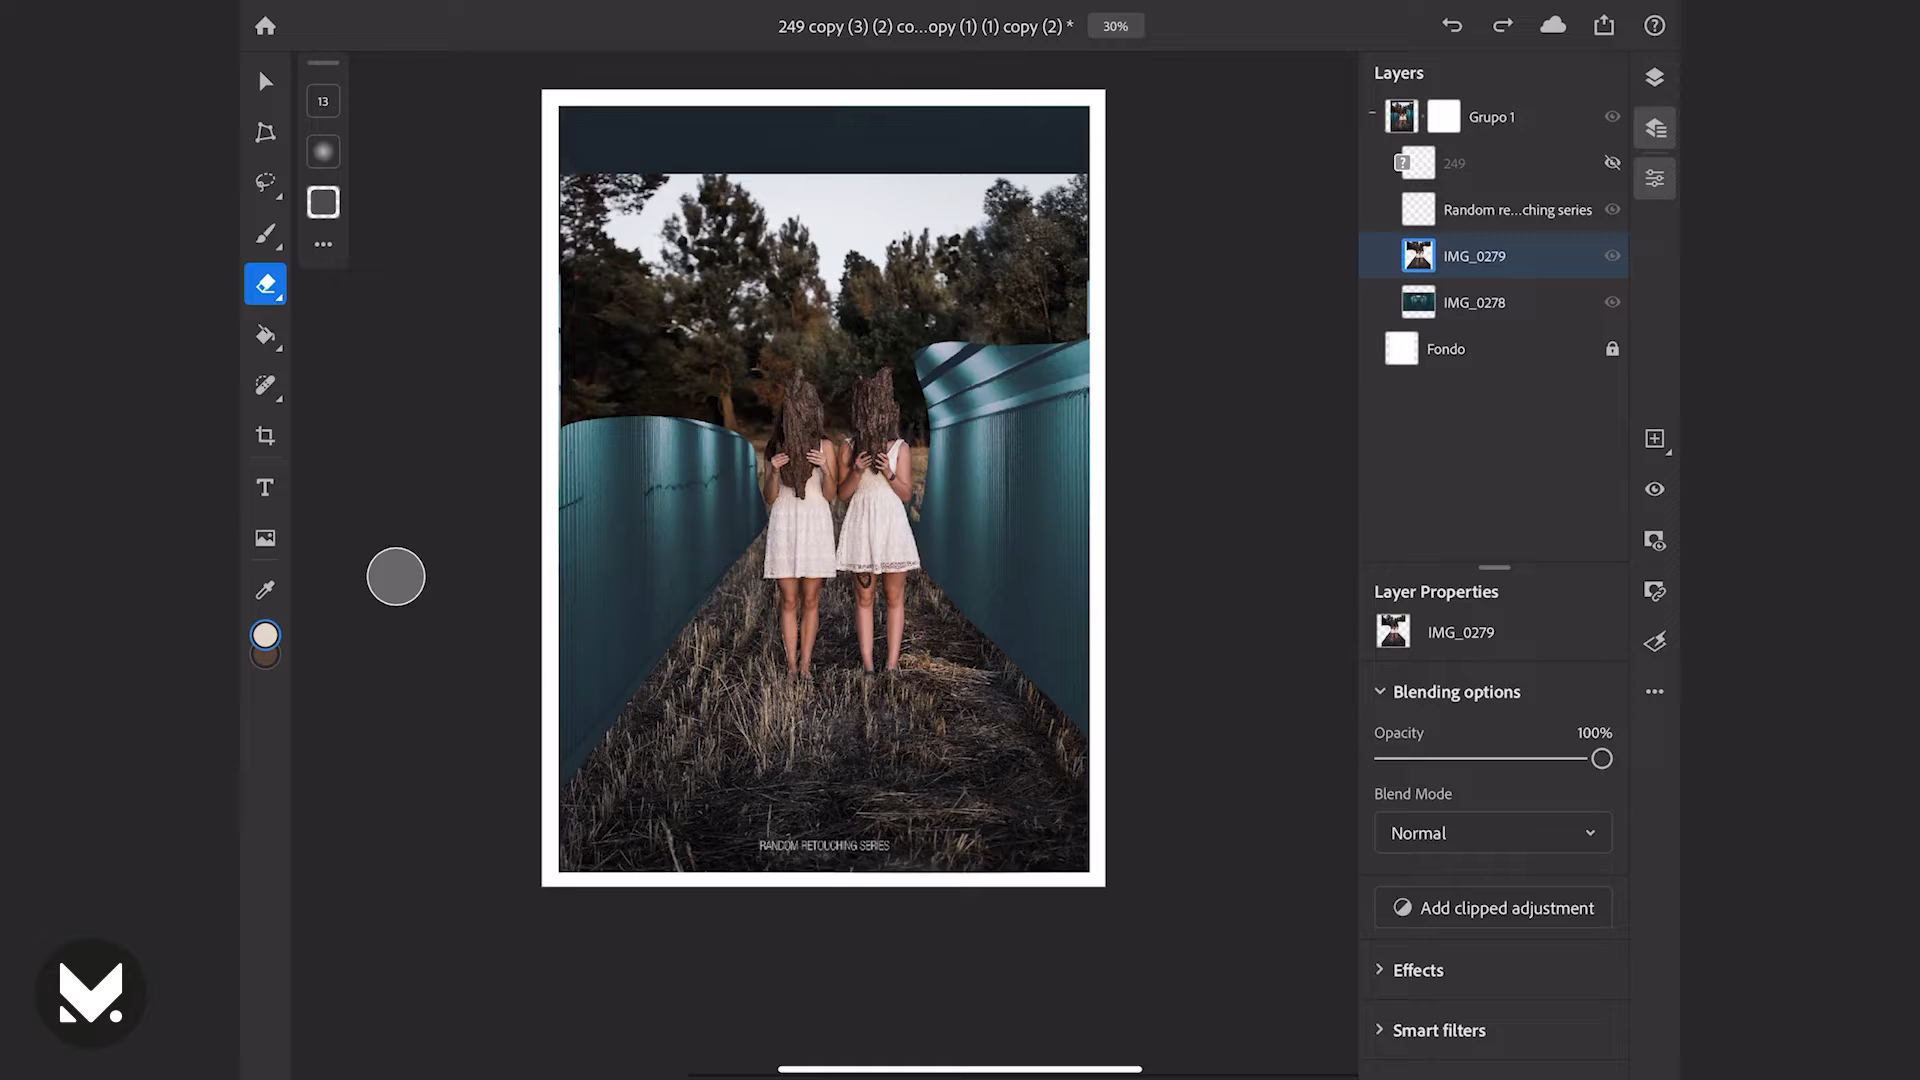 249 copy (3) (2) co...opy (1) (1) copy (2) *
30%
13
T
RANDOM RETOUCHING SERIES
Layers
Grupo 1
?
249
Random re...ching series
IMG_0279
IMG_0278
Fondo
Layer Properties
IMG_0279
Blending options
Opacity
100%
Blend Mode
Normal
Add clipped adjustment
Effects
Smart filters